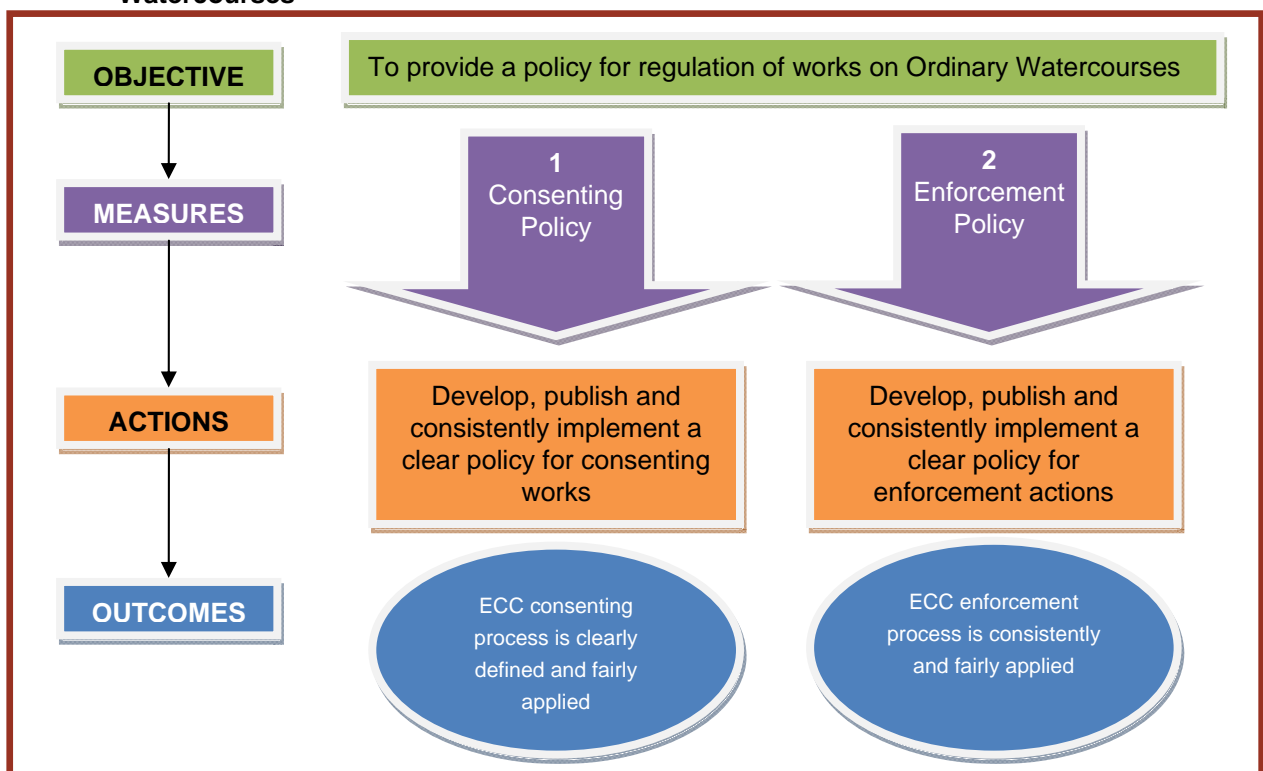 Watercourses
OBJECTIVE
To provide a policy for regulation of works on Ordinary Watercourses
MEASURES
1
Consenting
Policy
2
Enforcement
Policy
ACTIONS
Develop, publish and
consistently implement a
clear policy for consenting
works
Develop, publish and
consistently implement a
clear policy for
enforcement actions
OUTCOMES
ECC consenting
process is clearly
defined and fairly
applied
ECC enforcement
process is consistently
and fairly applied